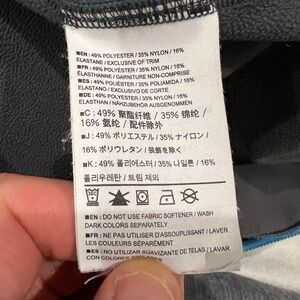 ■EN: 49% POLYESTER / 35% NYLON / 16%
ELASTANE / EXCLUSIVE OF TRIM
■FR: 49% POLYESTER / 35% NYLON / 16%
ÉLASTHANNE / GARNITURE NON-COMPRISE
■ES: 49% POLIÉSTER / 35% POLIAMIDA / 16%
ELASTANO / EXCLUYENDO ADORNOS
■DE: 49% POLYESTER / 35% NYLON / 16%
ELASTHAN / NÄHZUBEHÖR AUSGENOMMEN
■C: 49% 聚酯纤维 / 35% 锦纶 /
16% 氨纶 / 配件除外
■J: 49% ポリエステル / 35% ナイロン /
16% ポリウレタン / 装飾を除く
■K: 49% 폴리에스터 / 35% 나일론 / 16%
폴리우레탄 / 트림 제외
■EN: DO NOT USE FABRIC SOFTENER / WASH
DARK COLORS SEPARATELY
■FR: NE PAS UTILISER D'ASSOUPLISSANT / LAVER
LES COULEURS FONCÉES SÉPARÉMENT
■ES: NO UTILIZAR SUAVIZANTE DE TELAS / LAVAR
CON COLORES